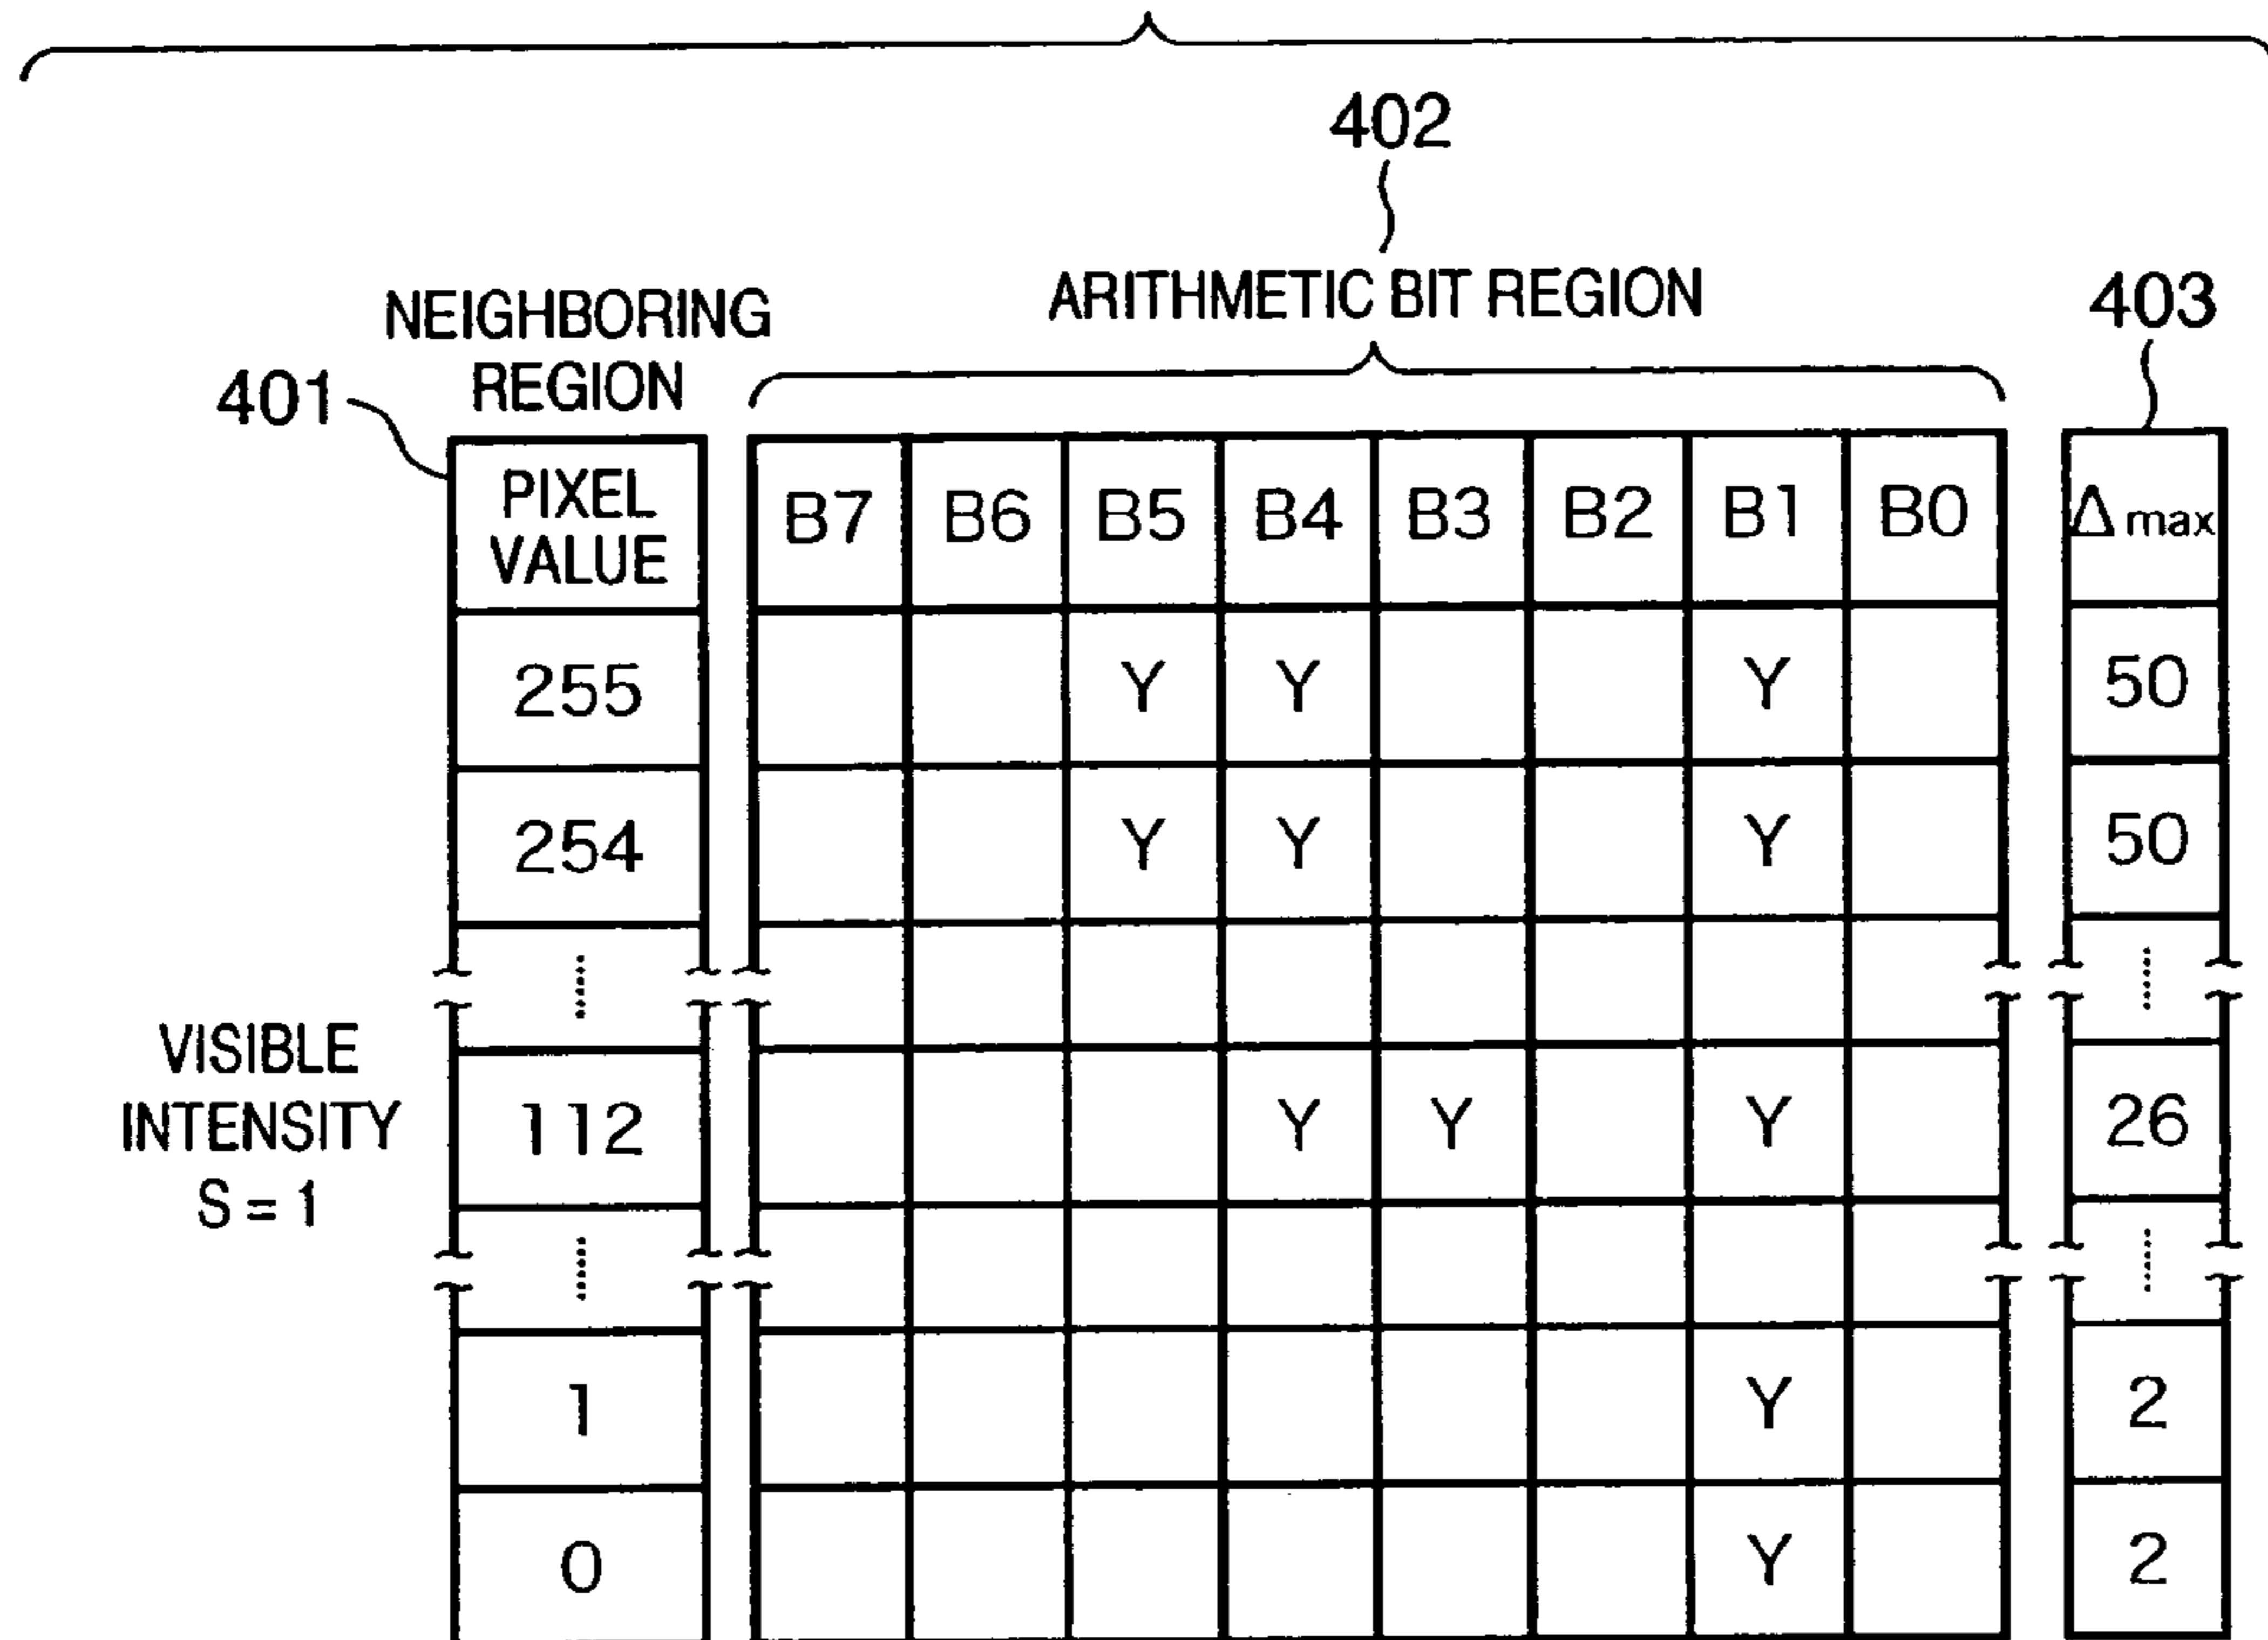 402
NEIGHBORING
REGION
ARITHMETIC BIT REGION
403
401
PIXEL
VALUE
B7 B6 B5 B4 B3 B2 B1 B0
Δmax
255 Y Y Y 50
254 Y Y Y 50
VISIBLE
INTENSITY
S = 1
112 Y Y Y 26
1 Y 2
0 Y 2